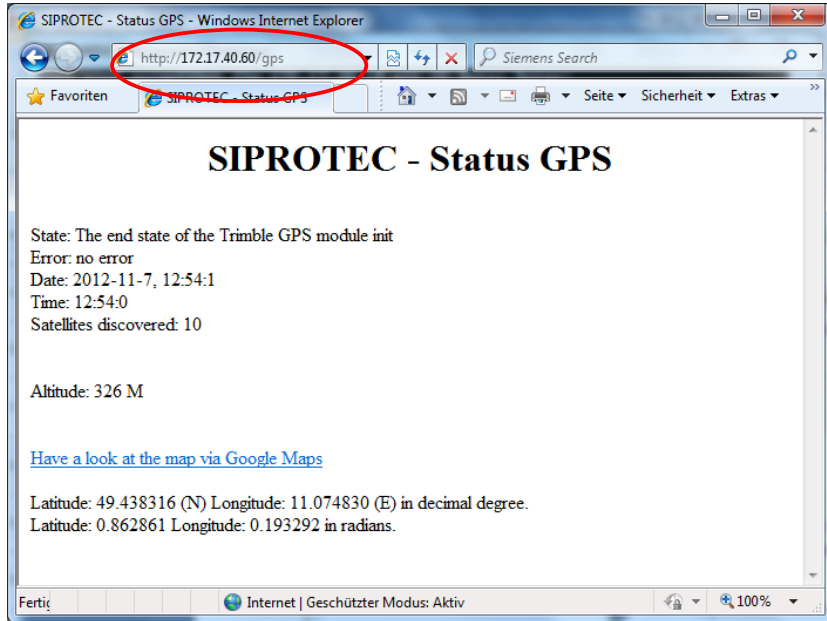 SIPROTEC - Status GPS - Windows Internet Explorer
http://172.17.40.60/gps
Siemens Search
Favoriten
SIPROTEC - Status GPS
Seite
Sicherheit
Extras
SIPROTEC - Status GPS
State: The end state of the Trimble GPS module init
Error: no error
Date: 2012-11-7, 12:54:1
Time: 12:54:0
Satellites discovered: 10
Altitude: 326 M
Have a look at the map via Google Maps
Latitude: 49.438316 (N) Longitude: 11.074830 (E) in decimal degree.
Latitude: 0.862861 Longitude: 0.193292 in radians.
Internet | Geschützter Modus: Aktiv
100%